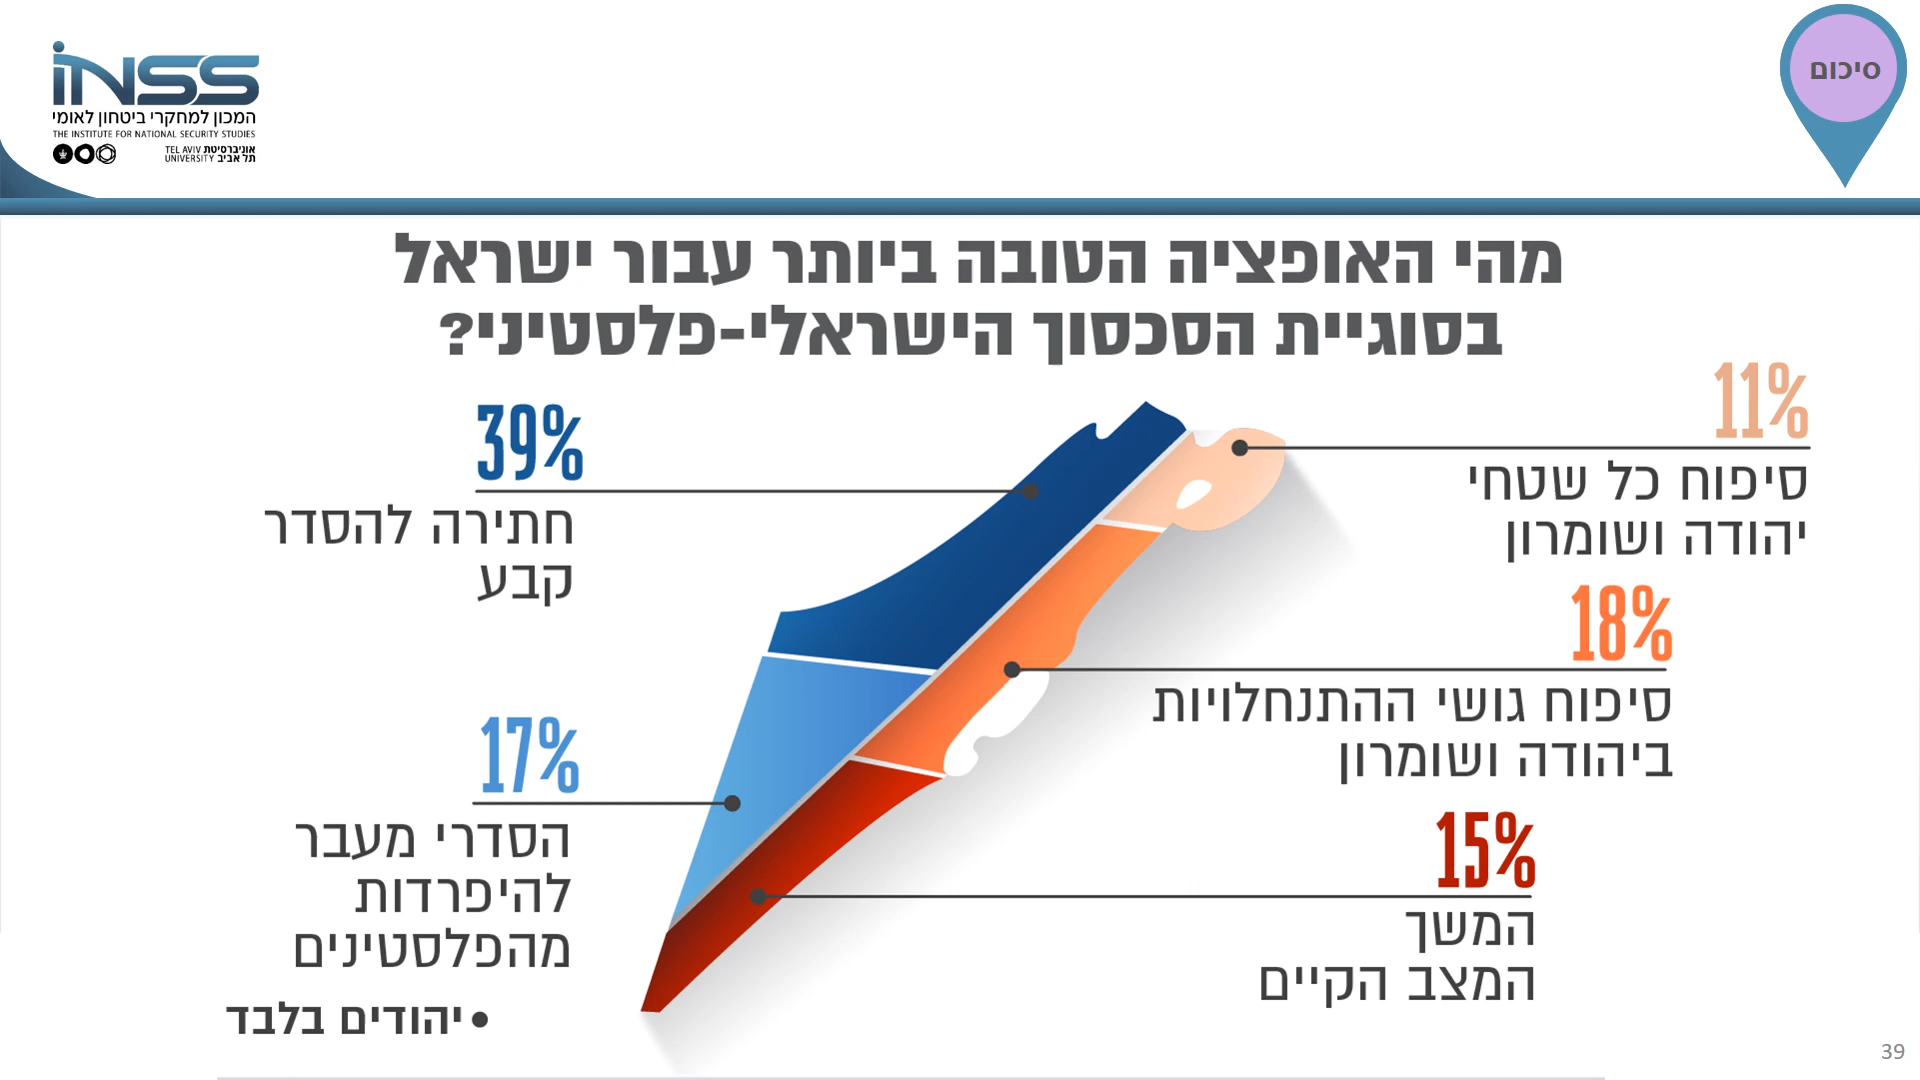 iNSS
המכון למחקרי ביטחון לאומי
THE INSTITUTE FOR NATIONAL SECURITY STUDIES
TEL AVIV אוניברסיטת
UNIVERSITY תל אביב
סיכום
מהי האופציה הטובה ביותר עבור ישראל
בסוגיית הסכסוך הישראלי-פלסטיני?
11%
סיפוח כל שטחי
יהודה ושומרון
18%
סיפוח גושי ההתנחלויות
ביהודה ושומרון
15%
המשך
המצב הקיים
39%
חתירה להסדר
קבע
17%
הסדרי מעבר
להיפרדות
מהפלסטינים
•יהודים בלבד
39